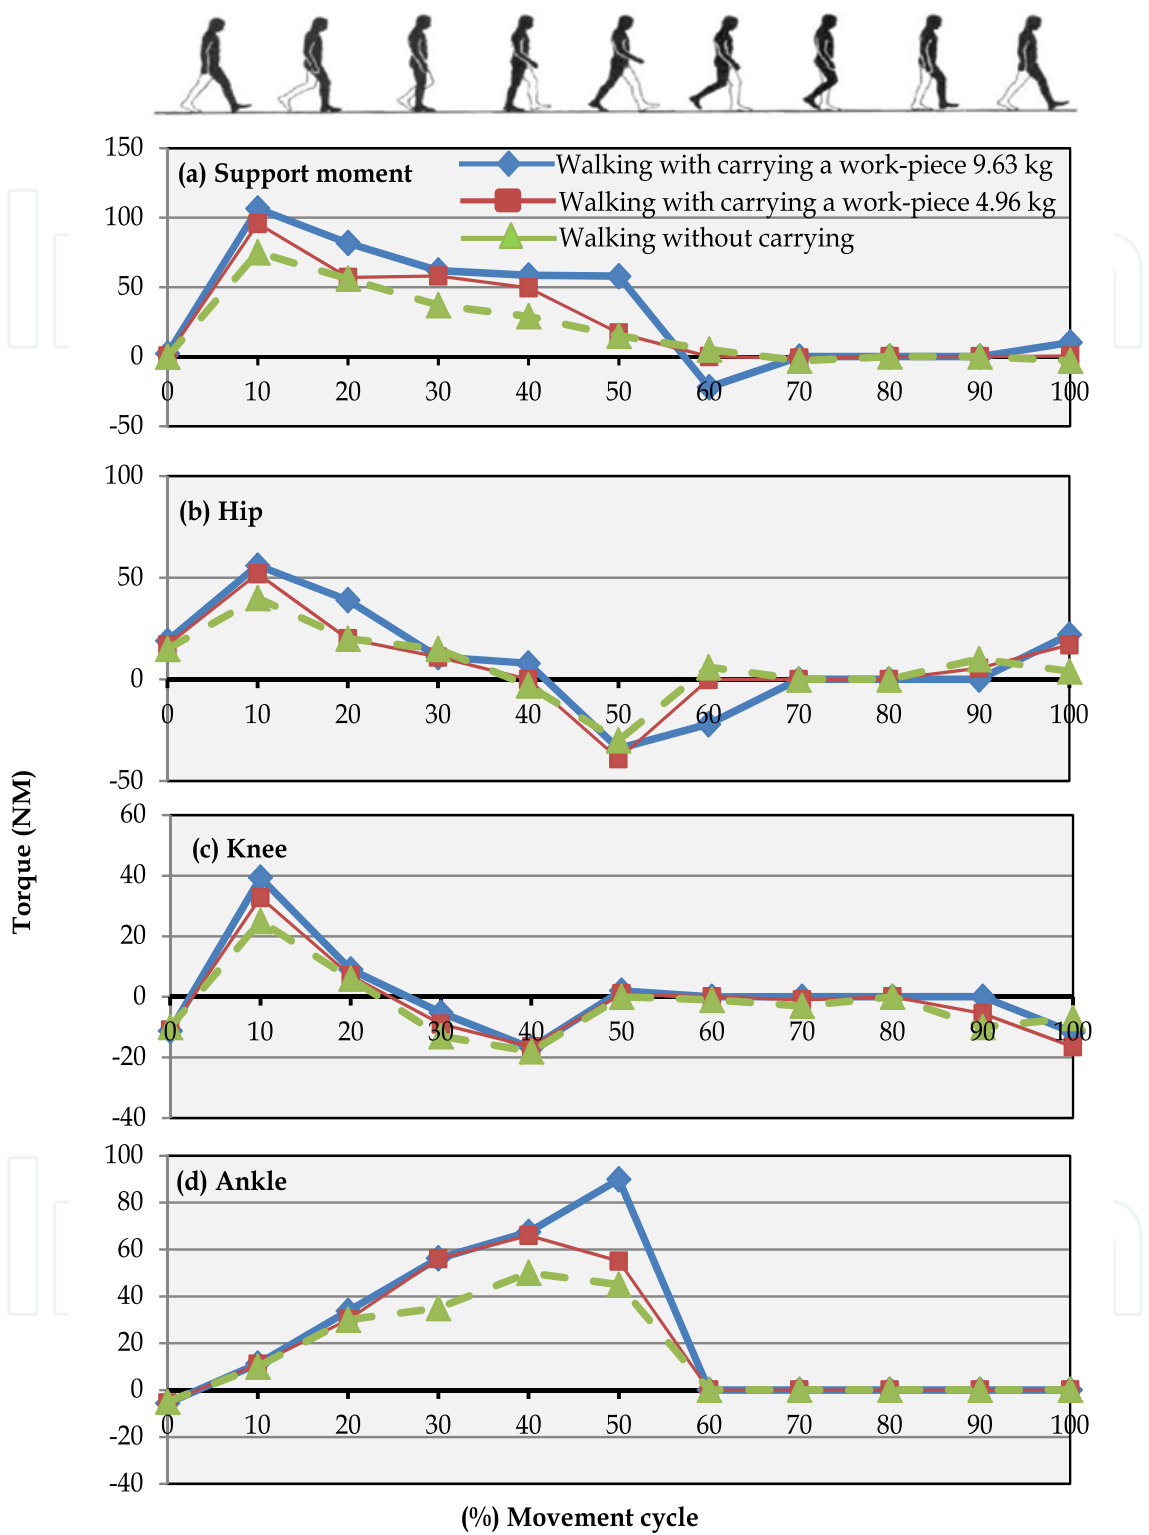 150
(a) Support moment
Walking with carrying a work-piece 9.63 kg
Walking with carrying a work-piece 4.96 kg
Walking without carrying
100
50
0
-50
0 10 20 30 40 50 60 70 80 90 100
100
(b) Hip
50
0
-50
0 10 20 30 40 50 60 70 80 90 100
Torque (NM)
60
(c) Knee
40
20
0
-20
-40
0 10 20 30 40 50 60 70 80 90 100
100
(d) Ankle
80
60
40
20
0
-20
-40
0 10 20 30 40 50 60 70 80 90 100
(%) Movement cycle